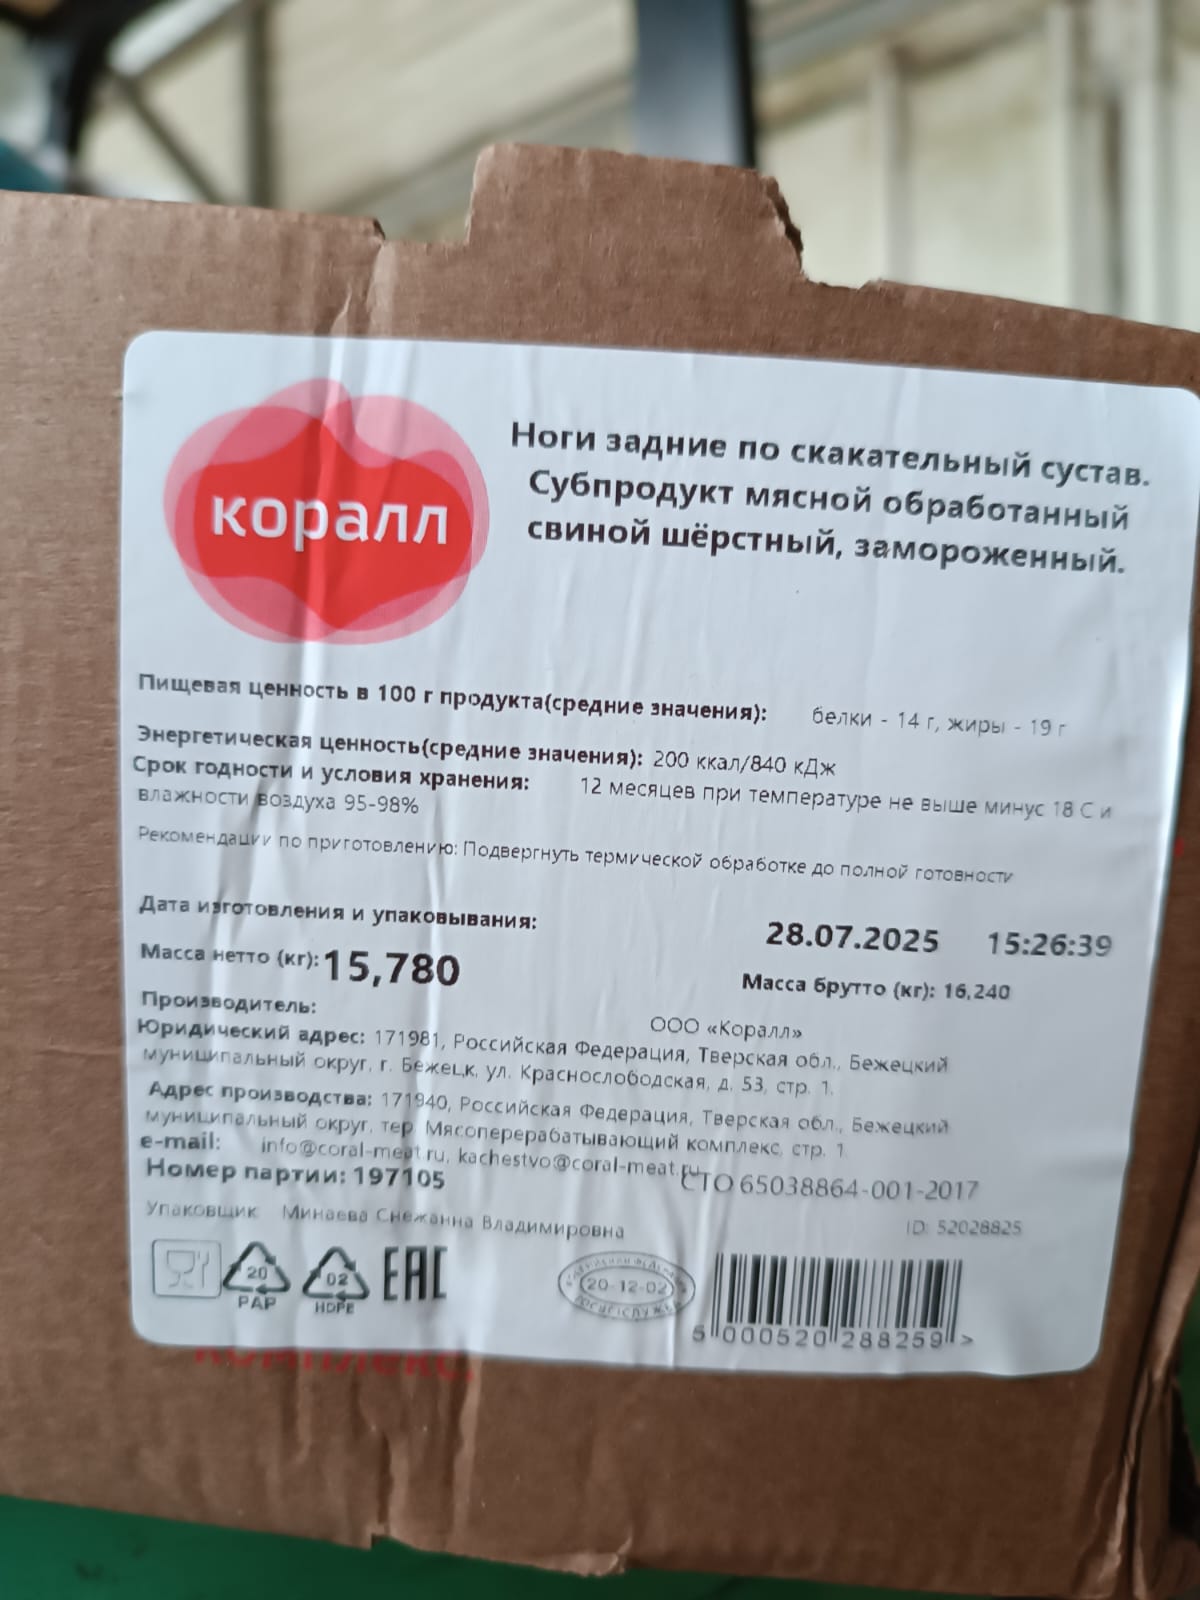 коралл
Ноги задние по скакательный сустав.
Субпродукт мясной обработанный
свиной шёрстный, замороженный.
Пищевая ценность в 100 г продукта(средние значения): белки - 14 г, жиры - 19 г
Энергетическая ценность(средние значения): 200 ккал/840 кДж
Срок годности и условия хранения: 12 месяцев при температуре не выше минус 18 С и
влажности воздуха 95-98%
Рекомендации по приготовлению: Подвергнуть термической обработке до полной готовности
Дата изготовления и упаковывания: 28.07.2025 15:26:39
Масса нетто (кг): 15,780 Масса брутто (кг): 16,240
Производитель: ООО «Коралл»
Юридический адрес: 171981, Российская Федерация, Тверская обл., Бежецкий
муниципальный округ, г. Бежецк, ул. Краснослободская, д. 53, стр. 1.
Адрес производства: 171940, Российская Федерация, Тверская обл., Бежецкий
муниципальный округ, тер. Мясоперерабатывающий комплекс, стр. 1
e-mail: info@coral-meat.ru, kachestvo@coral-meat.ru
Номер партии: 197105 СТО 65038864-001-2017
Упаковщик Минаева Снежанна Владимировна ID: 52028825
20 PAP 02 HDPE EAC 20-12-02
5 000520 288259 >